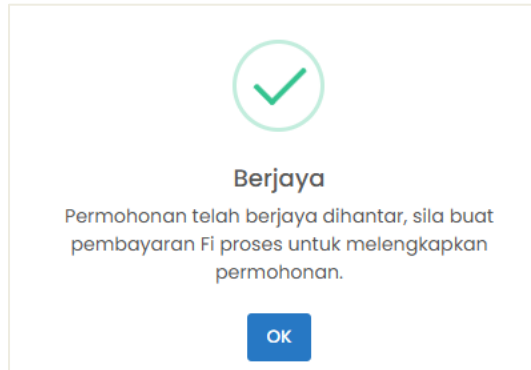 Berjaya
Permohonan telah berjaya dihantar, sila buat
pembayaran Fi proses untuk melengkapkan
permohonan.
OK